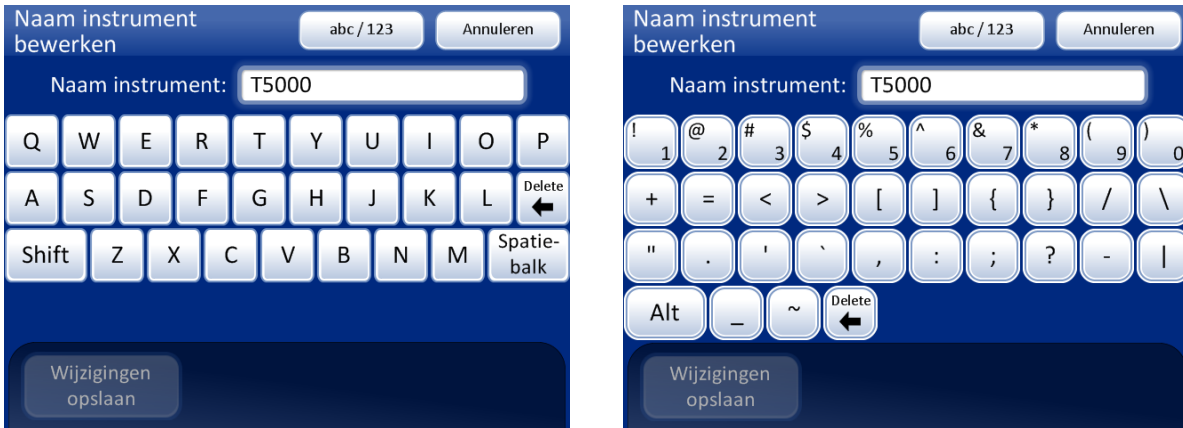 Naam instrument
bewerken
abc / 123
Annuleren
Naam instrument: T5000
Q W E R T Y U I O P
A S D F G H J K L Delete
Shift Z X C V B N M Spatie-
balk
Wijzigingen
opslaan
Naam instrument
bewerken
abc / 123
Annuleren
Naam instrument: T5000
! @ # $ % ^ & * ( )
1 2 3 4 5 6 7 8 9 0
+ = < > [ ] { } / \
" . ' ` , : ; ? - |
Alt _ ~ Delete
Wijzigingen
opslaan